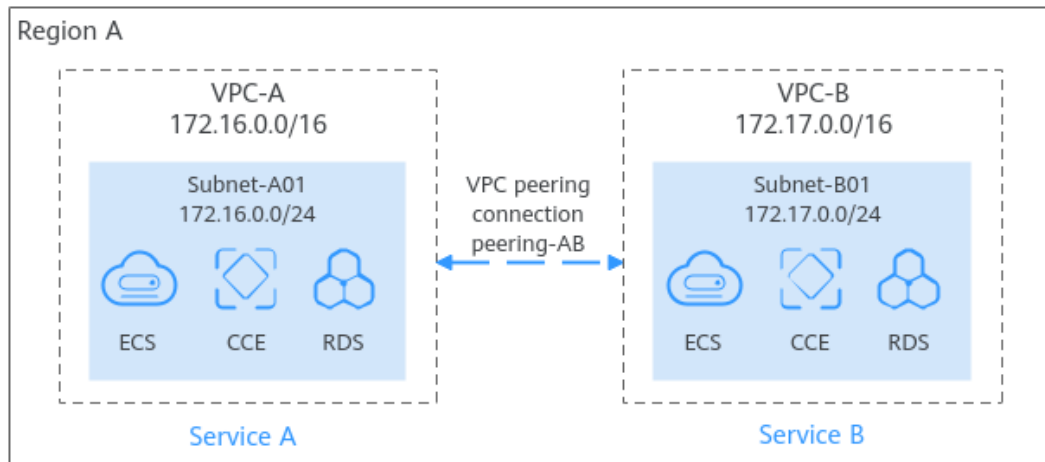 Region A
VPC-A
172.16.0.0/16
Subnet-A01
172.16.0.0/24
ECS
CCE
RDS
Service A
VPC peering
connection
peering-AB
VPC-B
172.17.0.0/16
Subnet-B01
172.17.0.0/24
ECS
CCE
RDS
Service B